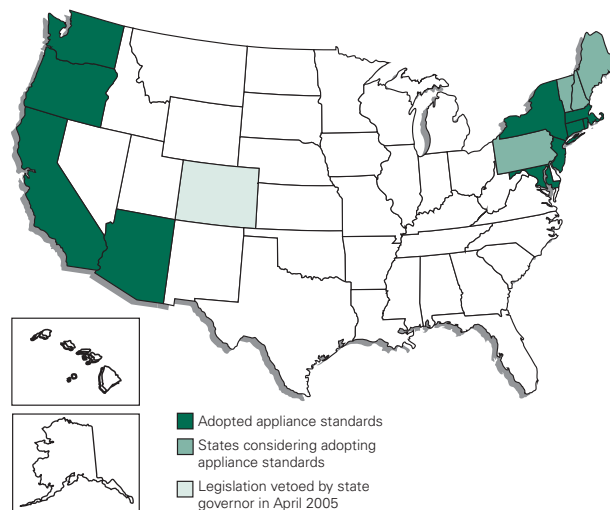 Adopted appliance standards
States considering adopting
appliance standards
Legislation vetoed by state
governor in April 2005